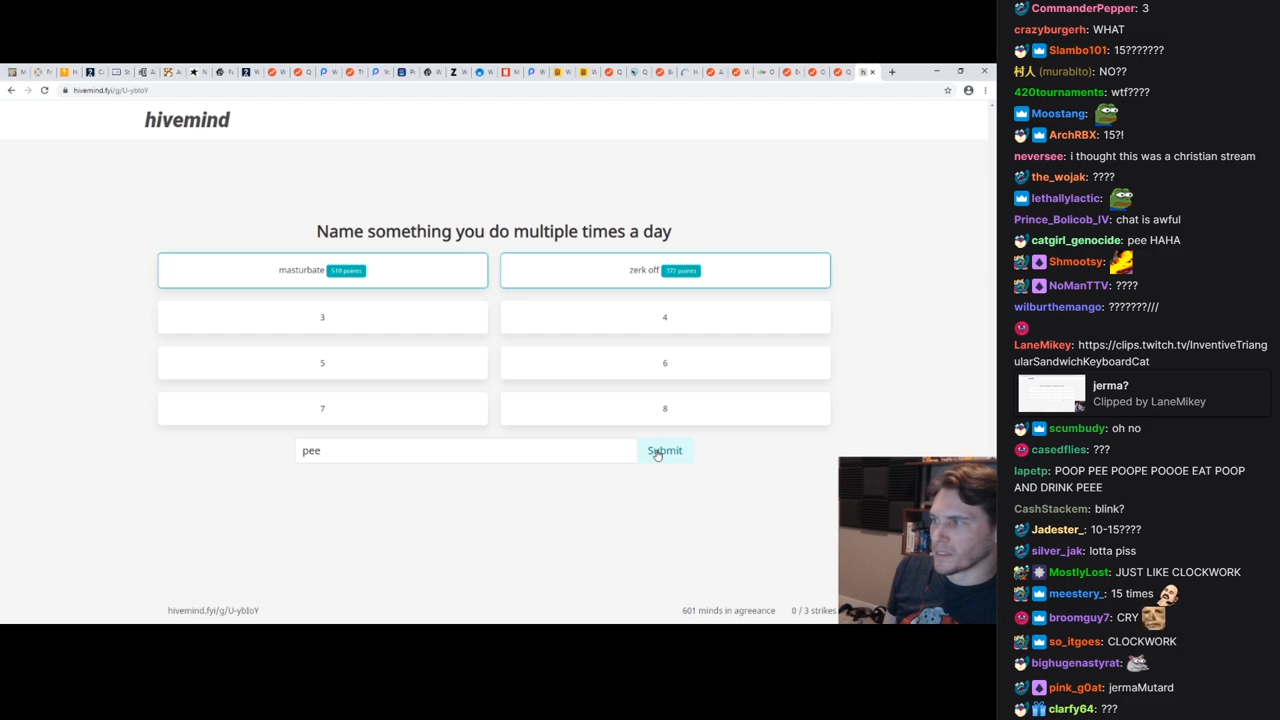 hivemind.fyi/g/U-ybIoY
hivemind
Name something you do multiple times a day
masturbate 510 points
zerk off 372 points
3
4
5
6
7
8
pee
Submit
hivemind.fyi/g/U-ybIoY
601 minds in agreeance
0 / 3 strikes
CommanderPepper: 3
crazyburgerh: WHAT
Slambo101: 15???????
村人 (murabito): NO??
420tournaments: wtf????
Moostang:
ArchRBX: 15?!
neversee: i thought this was a christian stream
the_wojak: ????
lethallylactic:
Prince_Bolicob_IV: chat is awful
catgirl_genocide: pee HAHA
Shmootsy:
NoManTTV: ????
wilburthemango: ???????///
LaneMikey: https://clips.twitch.tv/InventiveTriang
ularSandwichKeyboardCat
jerma?
Clipped by LaneMikey
scumbudy: oh no
casedflies: ???
lapetp: POOP PEE POOPE POOOE EAT POOP
AND DRINK PEEE
CashStackem: blink?
Jadester_: 10-15????
silver_jak: lotta piss
MostlyLost: JUST LIKE CLOCKWORK
meestery_: 15 times
broomguy7: CRY
so_itgoes: CLOCKWORK
bighugenastyrat:
pink_g0at: jermaMutard
clarfy64: ???